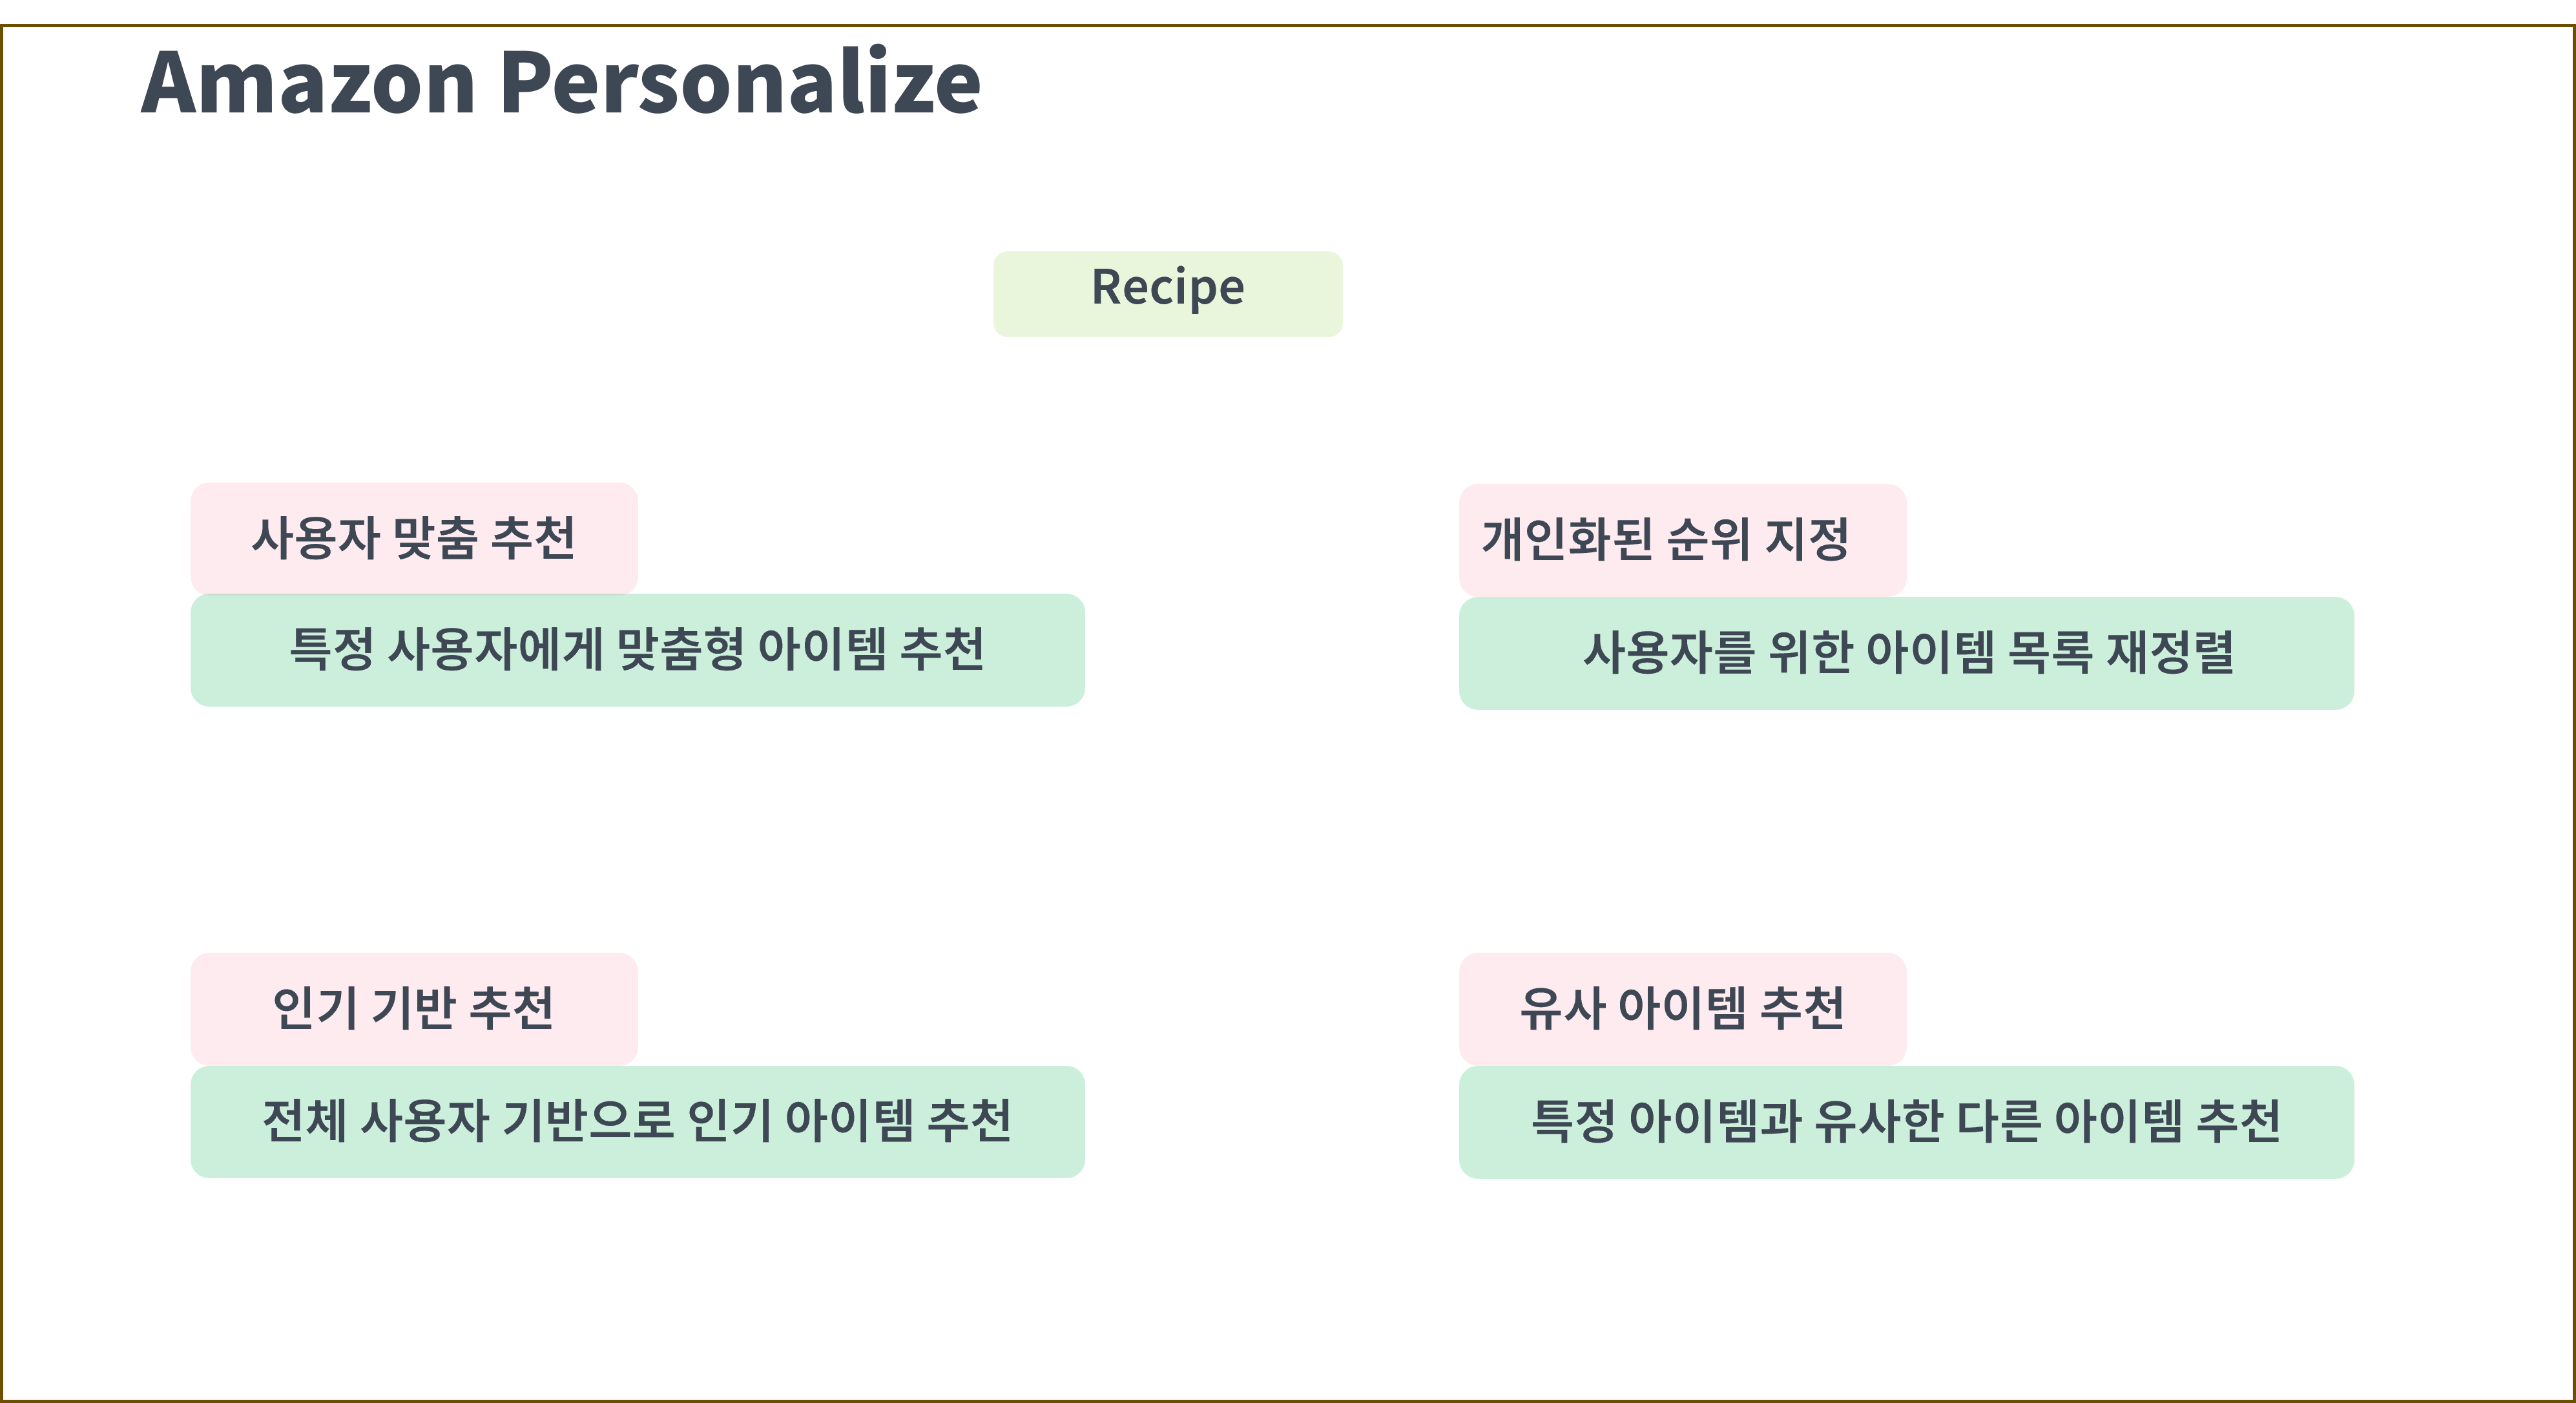 Amazon Personalize
Recipe
사용자 맞춤 추천
특정 사용자에게 맞춤형 아이템 추천
개인화된 순위 지정
사용자를 위한 아이템 목록 재정렬
인기 기반 추천
전체 사용자 기반으로 인기 아이템 추천
유사 아이템 추천
특정 아이템과 유사한 다른 아이템 추천